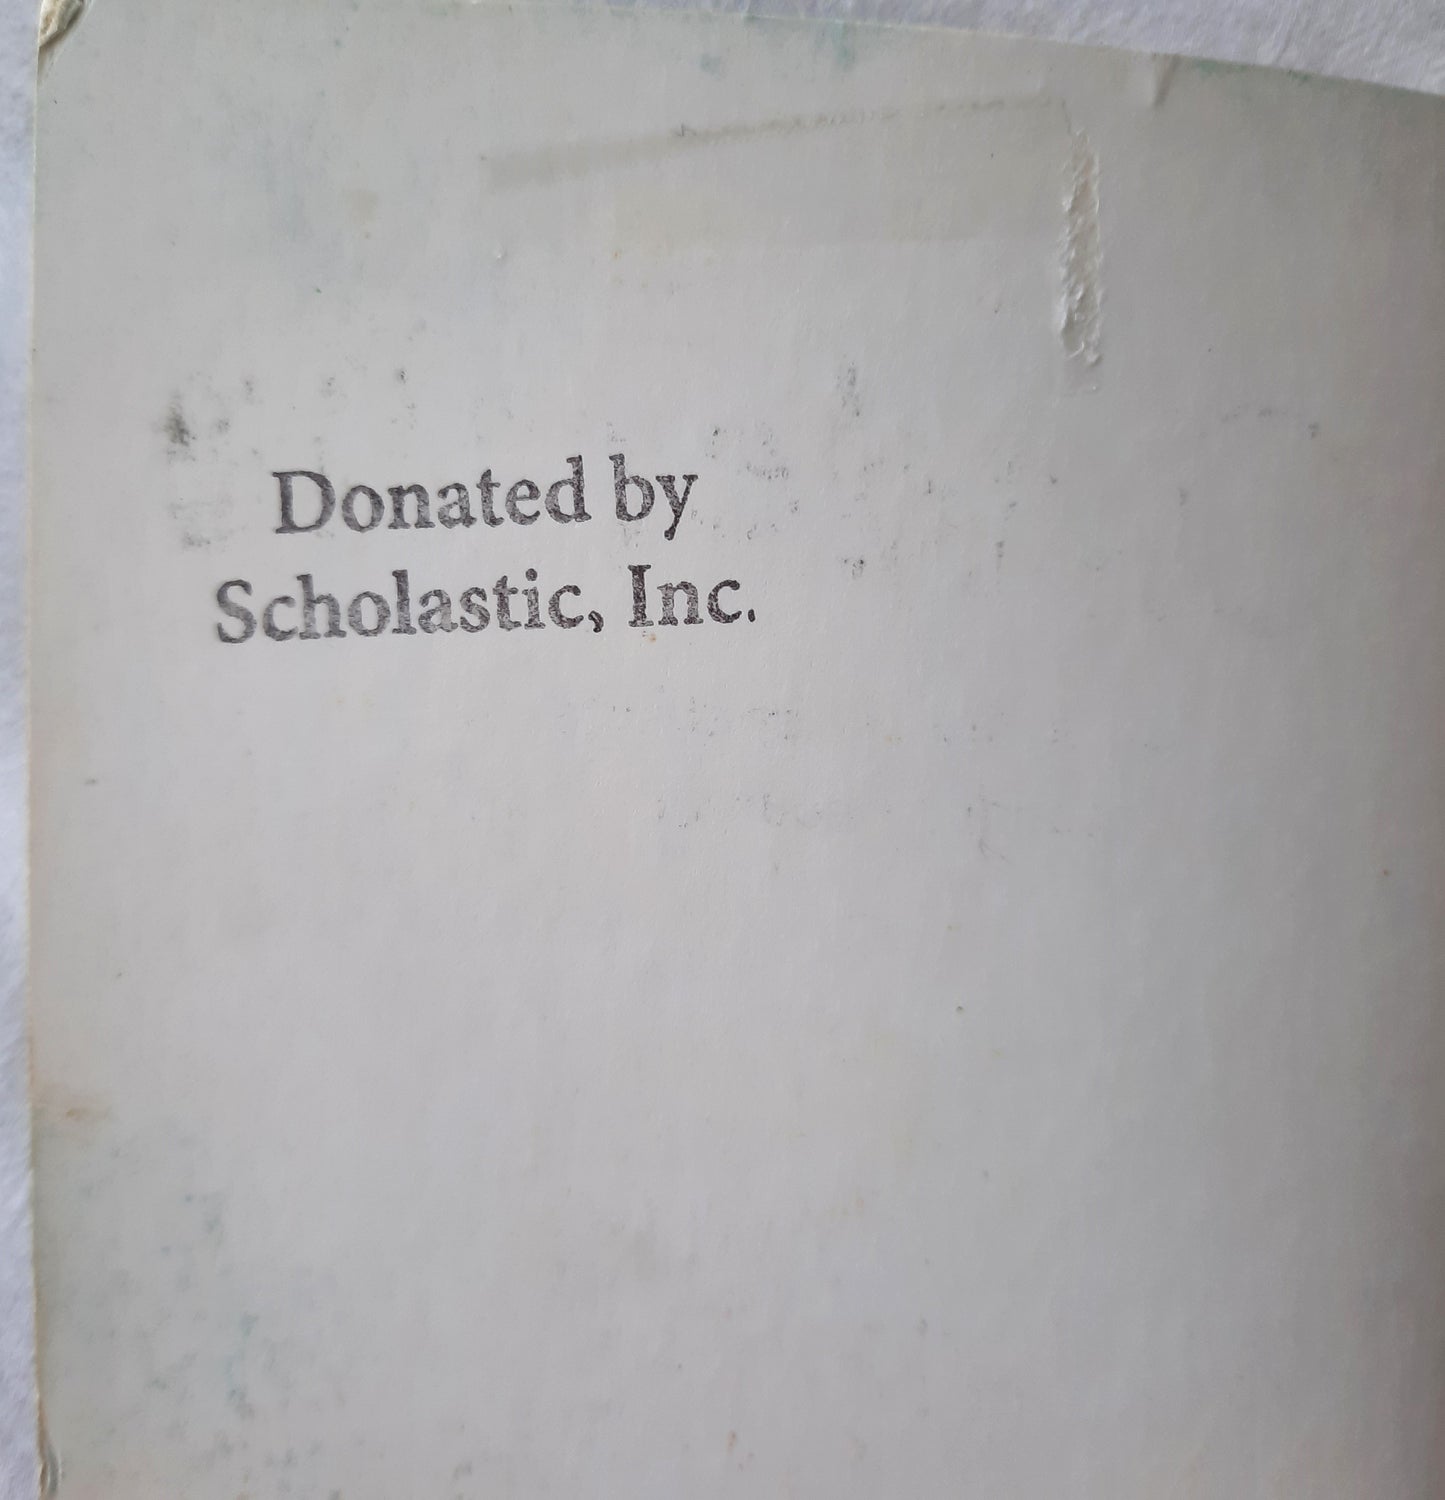 Donated by
Scholastic, Inc.